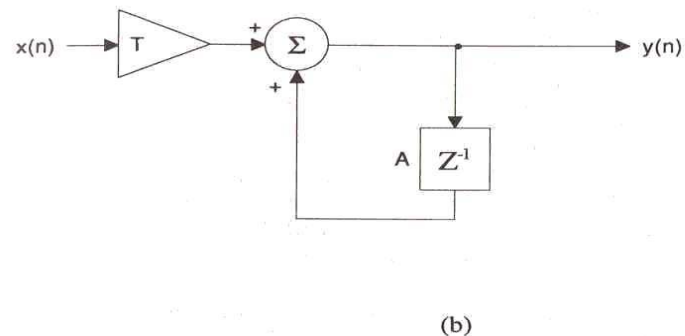 x(n) T + Σ y(n)
+
A Z⁻¹
(b)